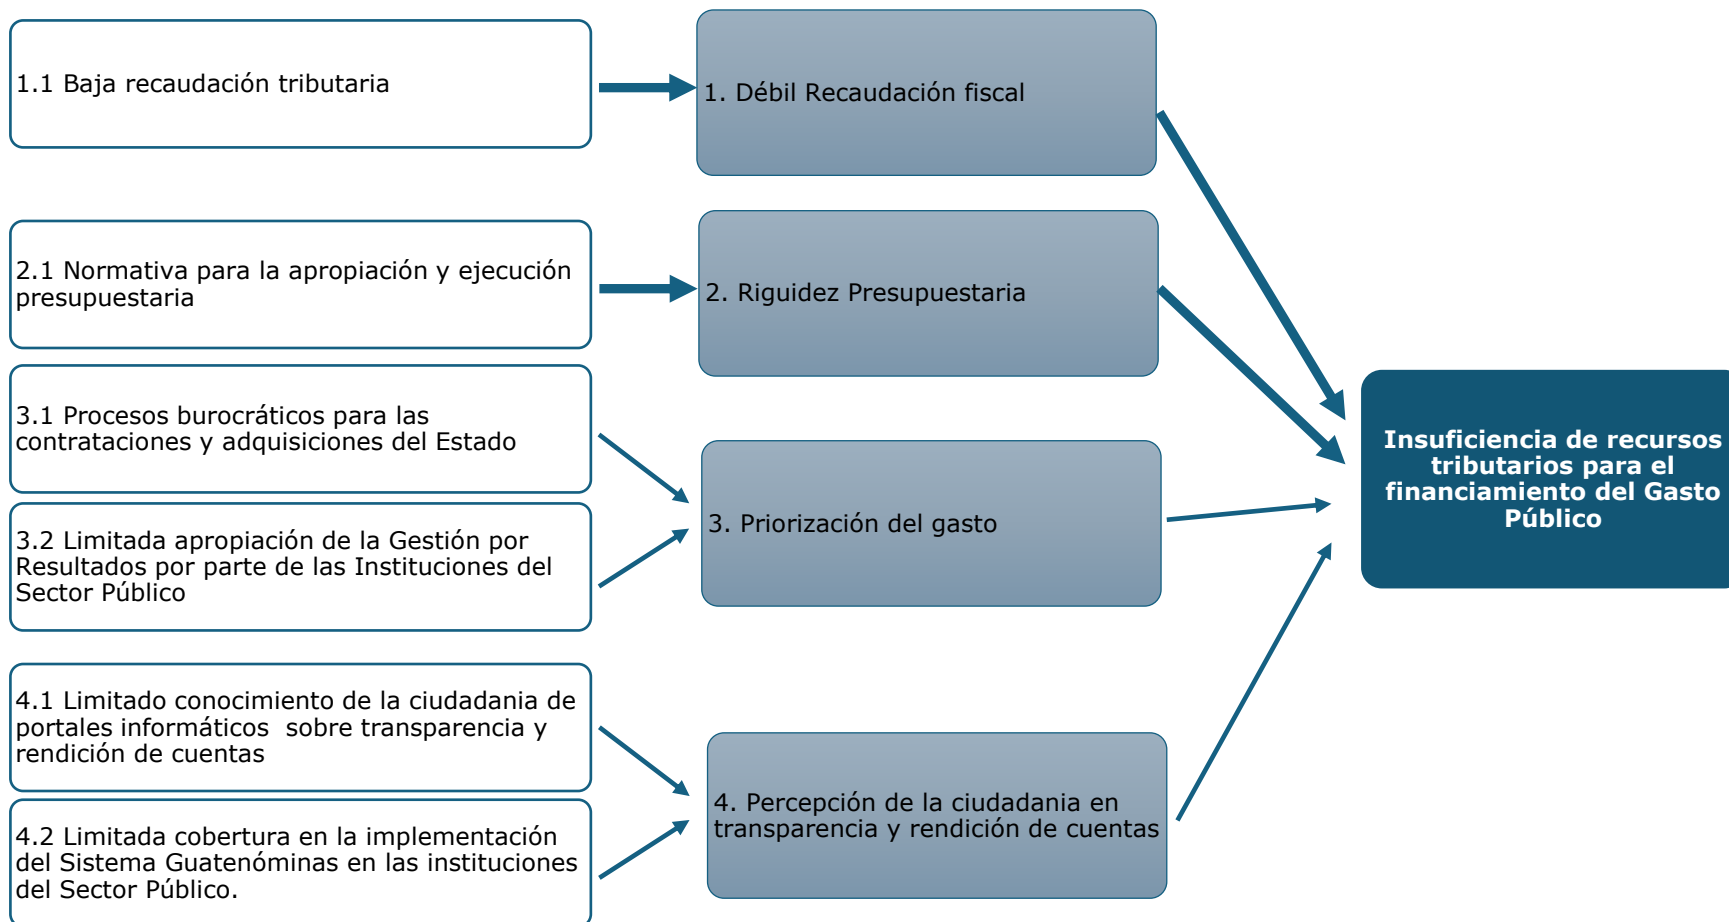 1.1 Baja recaudación tributaria
1. Débil Recaudación fiscal
2.1 Normativa para la apropiación y ejecución
presupuestaria
2. Riguidez Presupuestaria
3.1 Procesos burocráticos para las
contrataciones y adquisiciones del Estado
3.2 Limitada apropiación de la Gestión por
Resultados por parte de las Instituciones del
Sector Público
3. Priorización del gasto
4.1 Limitado conocimiento de la ciudadania de
portales informáticos sobre transparencia y
rendición de cuentas
4.2 Limitada cobertura en la implementación
del Sistema Guatenóminas en las instituciones
del Sector Público.
4. Percepción de la ciudadania en
transparencia y rendición de cuentas
Insuficiencia de recursos
tributarios para el
financiamiento del Gasto
Público